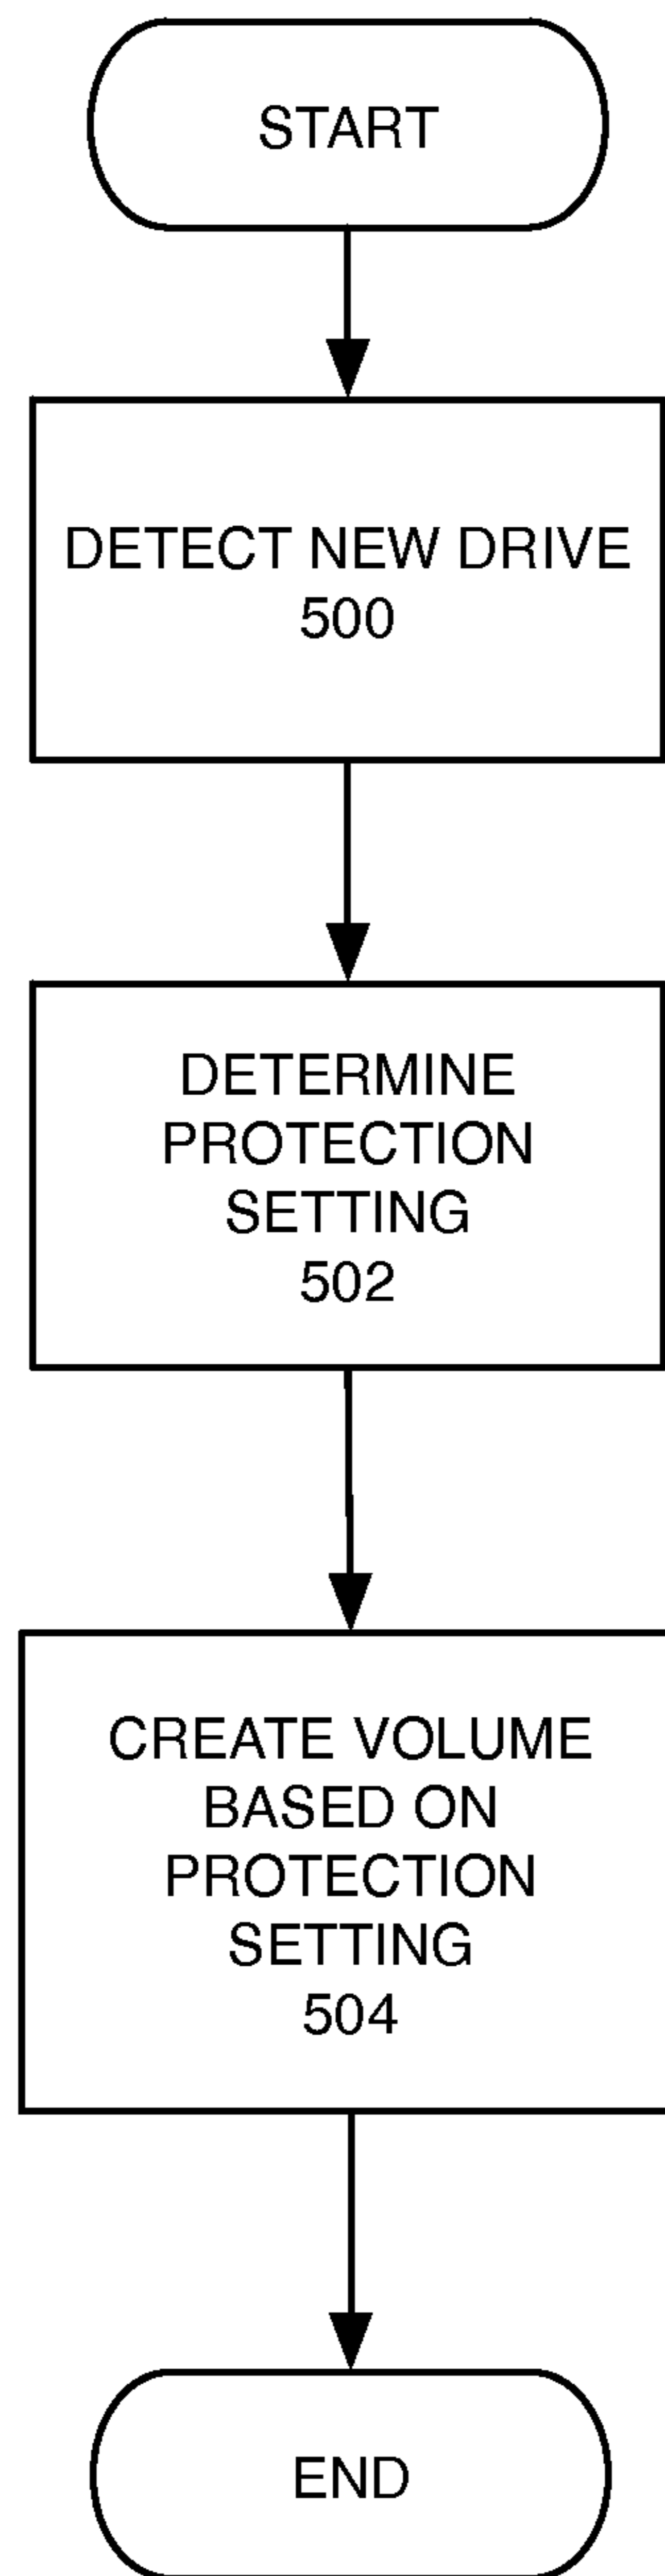 START
DETECT NEW DRIVE
500
DETERMINE
PROTECTION
SETTING
502
CREATE VOLUME
BASED ON
PROTECTION
SETTING
504
END